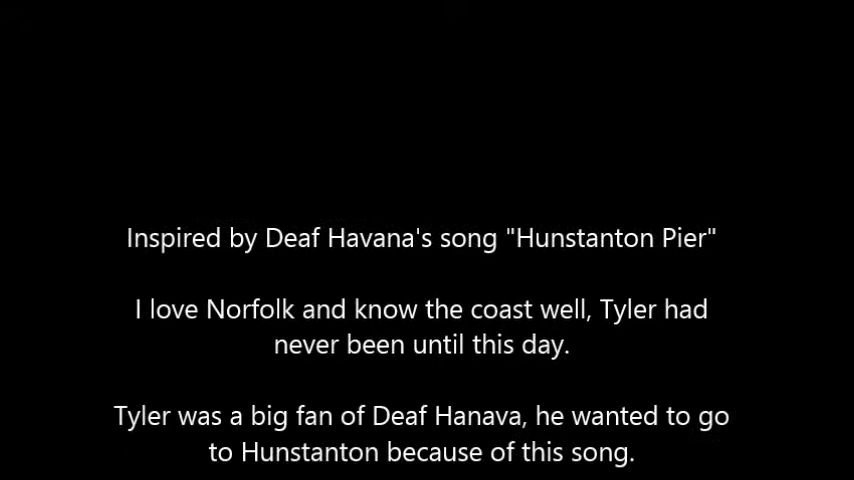 Inspired by Deaf Havana's song "Hunstanton Pier"
I love Norfolk and know the coast well, Tyler had
never been until this day.
Tyler was a big fan of Deaf Hanava, he wanted to go
to Hunstanton because of this song.